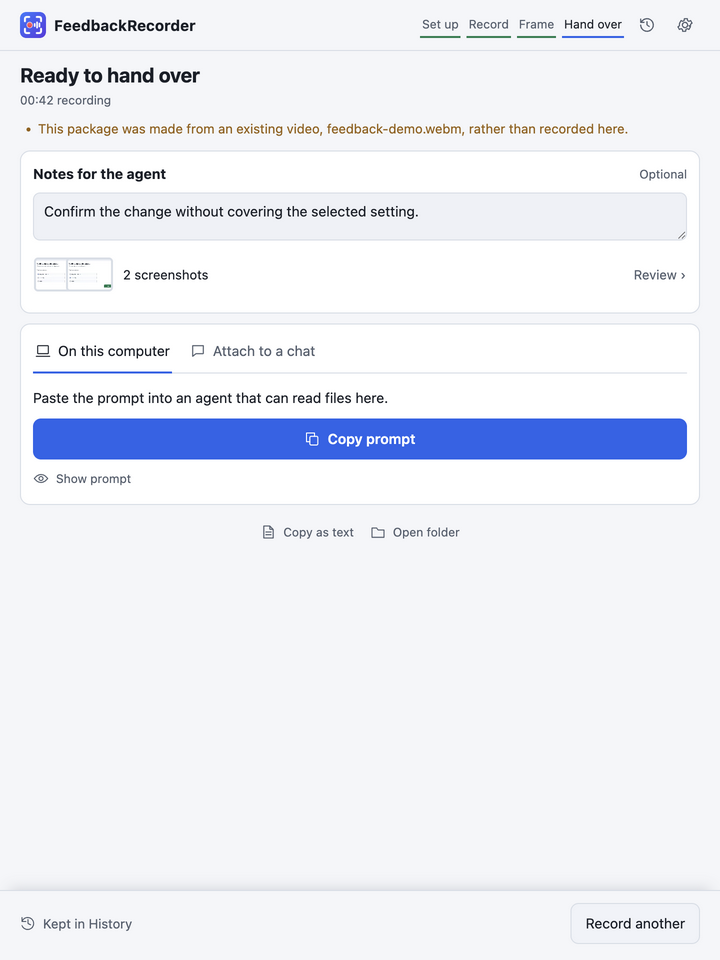 FeedbackRecorder
Set up Record Frame Hand over
Ready to hand over
00:42 recording
• This package was made from an existing video, feedback-demo.webm, rather than recorded here.
Notes for the agent
Optional
Confirm the change without covering the selected setting.
2 screenshots
Review ›
On this computer
Attach to a chat
Paste the prompt into an agent that can read files here.
Copy prompt
Show prompt
Copy as text
Open folder
Kept in History
Record another